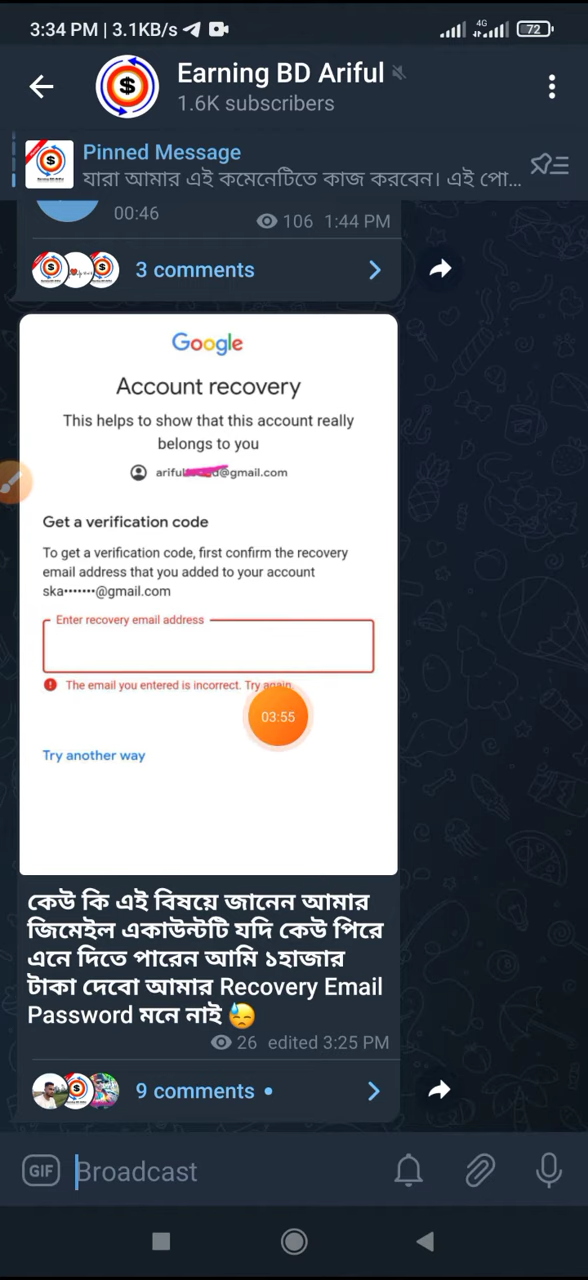 3:34 PM | 3.1KB/s
4G
72
Earning BD Ariful
1.6K subscribers
Pinned Message
যারা আমার এই কমেনেটিতে কাজ করবেন। এই পো...
00:46
106 1:44 PM
3 comments
Google
Account recovery
This helps to show that this account really
belongs to you
@gmail.com
Get a verification code
To get a verification code, first confirm the recovery
email address that you added to your account
ska•••••••@gmail.com
Enter recovery email address
The email you entered is incorrect. Try again.
03:55
Try another way
কেউ কি এই বিষয়ে জানেন আমার
জিমেইল একাউন্টটি যদি কেউ পিরে
এনে দিতে পারেন আমি ১হাজার
টাকা দেবো আমার Recovery Email
Password মনে নাই 😓
26 edited 3:25 PM
9 comments
GIF Broadcast